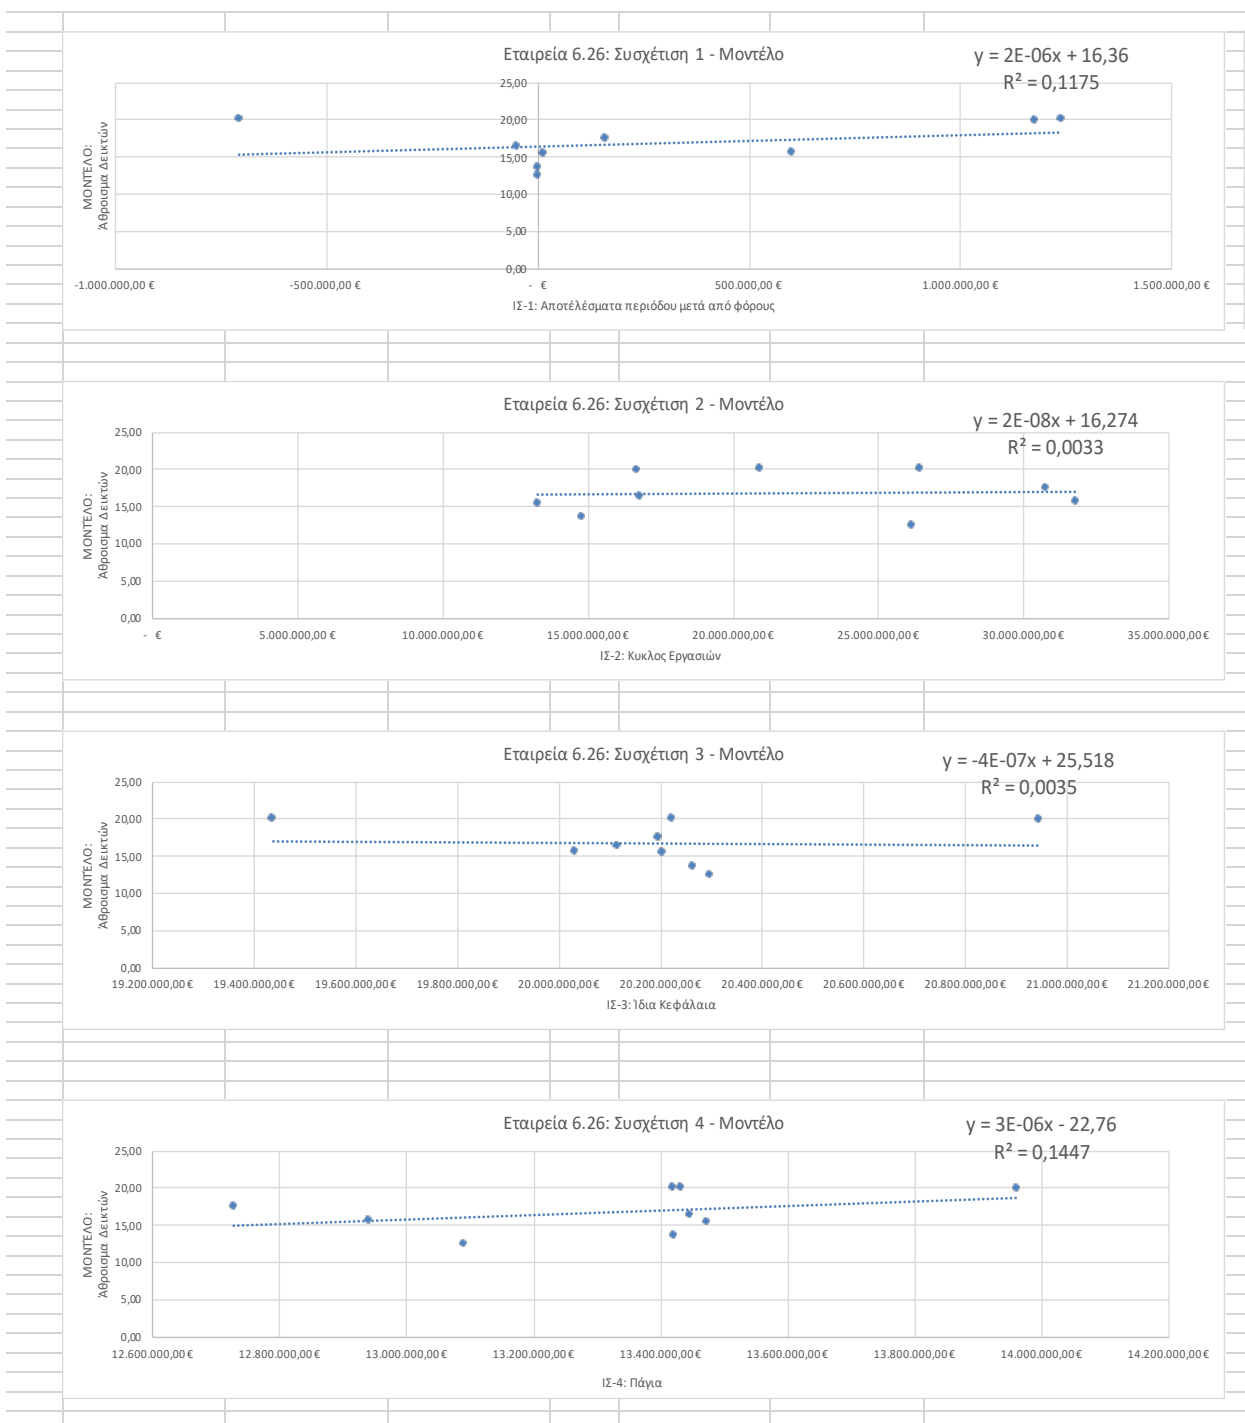 Εταιρεία 6.26: Συσχέτιση 1 - Μοντέλο
y = 2E-06x + 16,36
R² = 0,1175
25,00
20,00
15,00
10,00
5,00
0,00
ΜΟΝΤΈΛΟ:
Άθροισμα Δεικτών
-1.000.000,00 €
-500.000,00 €
- €
500.000,00 €
1.000.000,00 €
1.500.000,00 €
ΙΣ-1: Αποτέλέσματα περιόδου μετά από φόρους
Εταιρεία 6.26: Συσχέτιση 2 - Μοντέλο
y = 2E-08x + 16,274
R² = 0,0033
25,00
20,00
15,00
10,00
5,00
0,00
ΜΟΝΤΈΛΟ:
Άθροισμα Δεικτών
- €
5.000.000,00 €
10.000.000,00 €
15.000.000,00 €
20.000.000,00 €
25.000.000,00 €
30.000.000,00 €
35.000.000,00 €
ΙΣ-2: Κυκλος Εργασιών
Εταιρεία 6.26: Συσχέτιση 3 - Μοντέλο
y = -4E-07x + 25,518
R² = 0,0035
25,00
20,00
15,00
10,00
5,00
0,00
ΜΟΝΤΈΛΟ:
Άθροισμα Δεικτών
19.200.000,00 €
19.400.000,00 €
19.600.000,00 €
19.800.000,00 €
20.000.000,00 €
20.200.000,00 €
20.400.000,00 €
20.600.000,00 €
20.800.000,00 €
21.000.000,00 €
21.200.000,00 €
ΙΣ-3: Ίδια Κεφάλαια
Εταιρεία 6.26: Συσχέτιση 4 - Μοντέλο
y = 3E-06x - 22,76
R² = 0,1447
25,00
20,00
15,00
10,00
5,00
0,00
ΜΟΝΤΈΛΟ:
Άθροισμα Δεικτών
12.600.000,00 €
12.800.000,00 €
13.000.000,00 €
13.200.000,00 €
13.400.000,00 €
13.600.000,00 €
13.800.000,00 €
14.000.000,00 €
14.200.000,00 €
ΙΣ-4: Πάγια